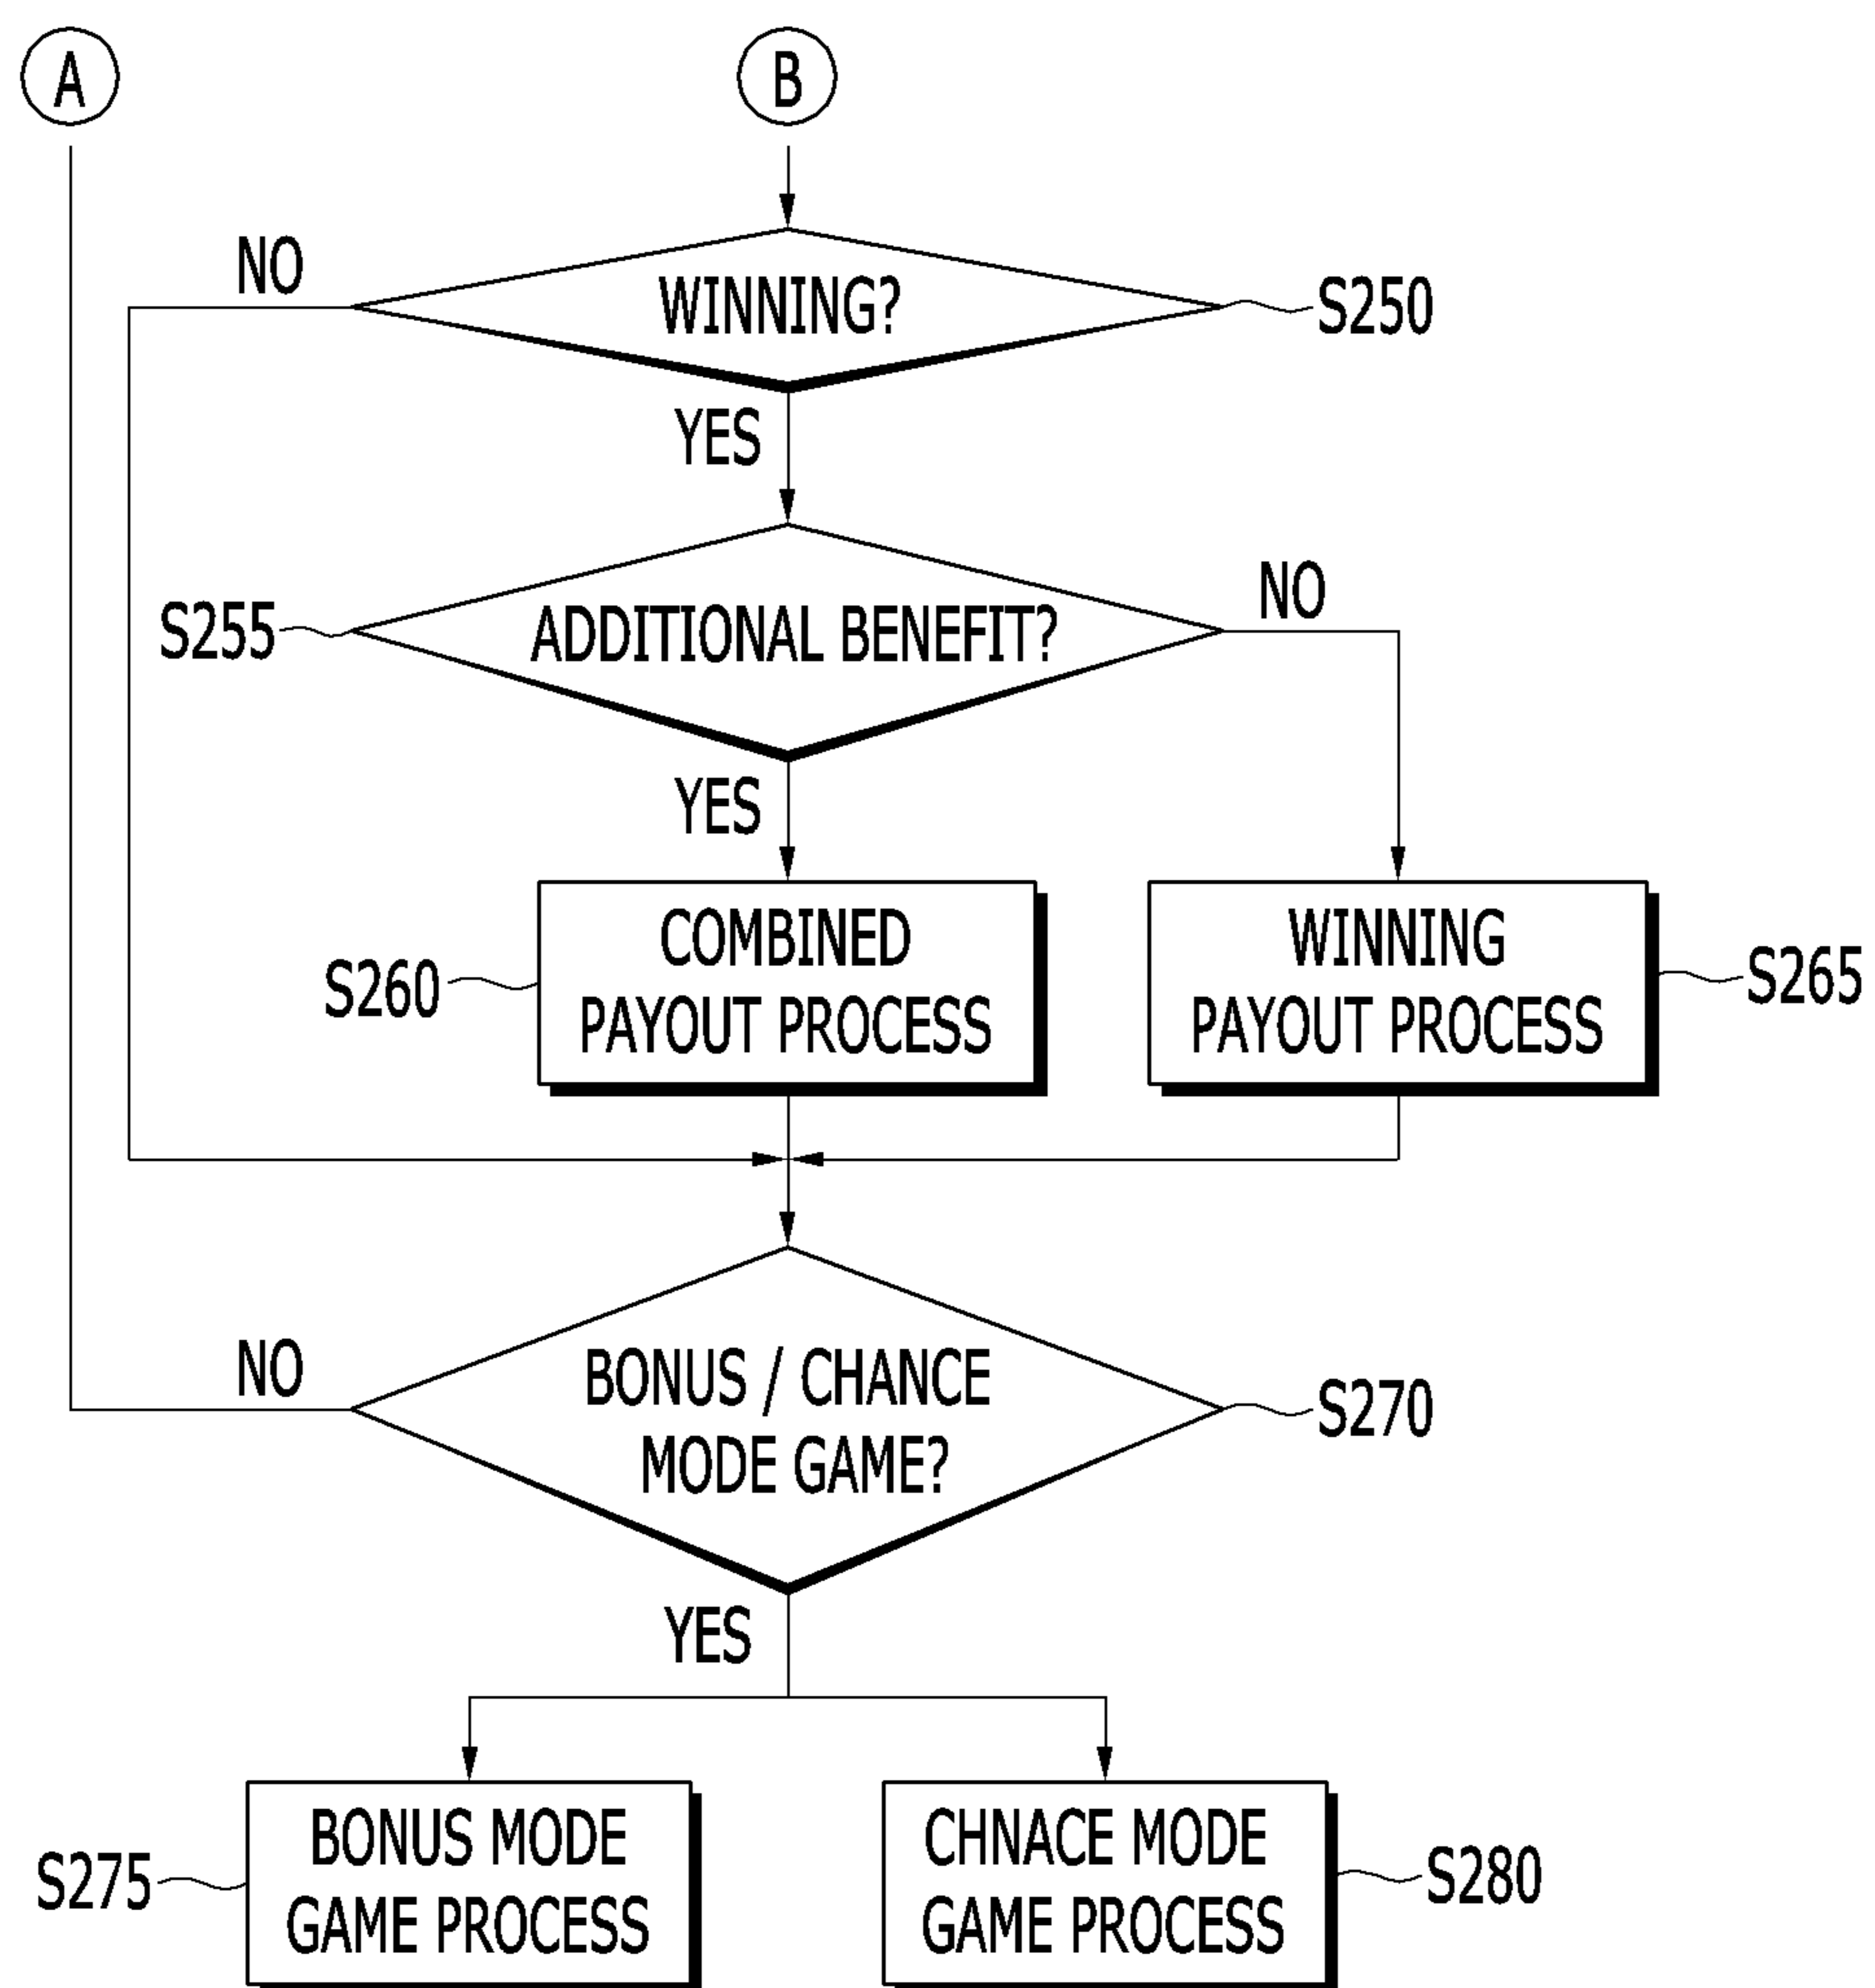 A
B
NO
WINNING?
S250
YES
S255
ADDITIONAL BENEFIT?
NO
YES
S260
COMBINED
PAYOUT PROCESS
WINNING
PAYOUT PROCESS
S265
NO
BONUS / CHANCE
MODE GAME?
S270
YES
S275
BONUS MODE
GAME PROCESS
CHNACE MODE
GAME PROCESS
S280